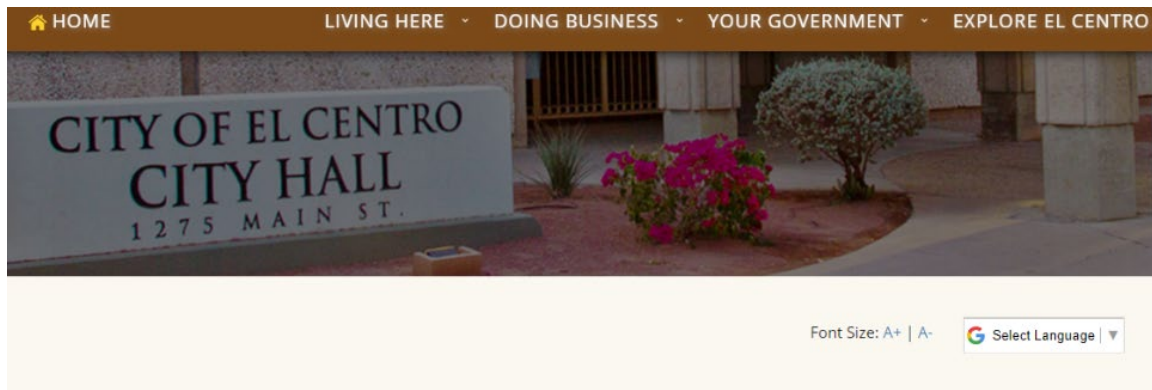 HOME LIVING HERE DOING BUSINESS YOUR GOVERNMENT EXPLORE EL CENTRO
CITY OF EL CENTRO
CITY HALL
1275 MAIN ST.
Font Size: A+ | A- Select Language